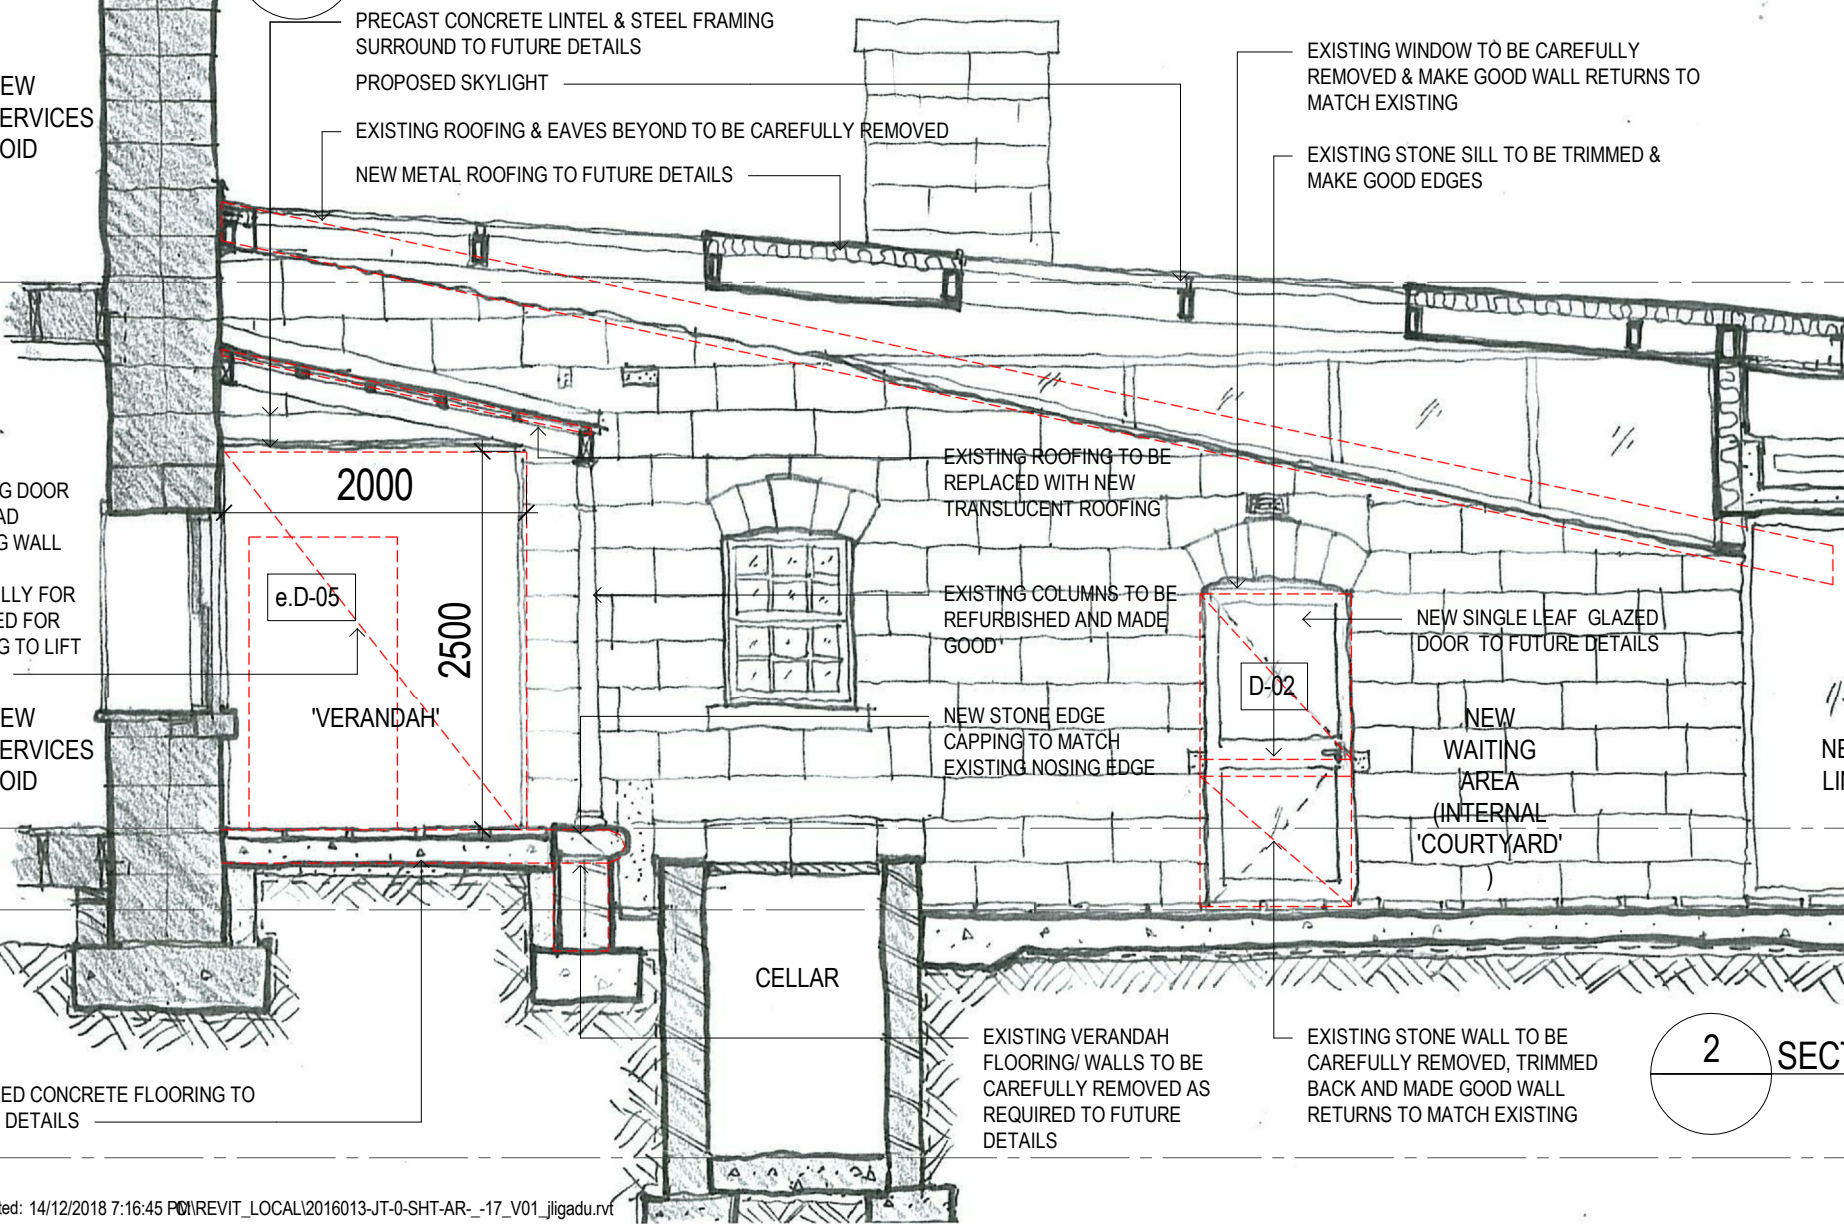 PRECAST CONCRETE LINTEL & STEEL FRAMING
SURROUND TO FUTURE DETAILS
PROPOSED SKYLIGHT
EXISTING ROOFING & EAVES BEYOND TO BE CAREFULLY REMOVED
NEW METAL ROOFING TO FUTURE DETAILS
EXISTING WINDOW TO BE CAREFULLY
REMOVED & MAKE GOOD WALL RETURNS TO
MATCH EXISTING
EXISTING STONE SILL TO BE TRIMMED &
MAKE GOOD EDGES
EW
ERVICES
OID
G DOOR
AD
G WALL
LLY FOR
ED FOR
G TO LIFT
EW
ERVICES
OID
2000
2500
e.D-05
'VERANDAH'
EXISTING ROOFING TO BE
REPLACED WITH NEW
TRANSLUCENT ROOFING
EXISTING COLUMNS TO BE
REFURBISHED AND MADE
GOOD
NEW STONE EDGE
CAPPING TO MATCH
EXISTING NOSING EDGE
NEW SINGLE LEAF GLAZED
DOOR TO FUTURE DETAILS
D-02
NEW
WAITING
AREA
(INTERNAL
'COURTYARD'
)
NE
LI
CELLAR
EXISTING VERANDAH
FLOORING/ WALLS TO BE
CAREFULLY REMOVED AS
REQUIRED TO FUTURE
DETAILS
EXISTING STONE WALL TO BE
CAREFULLY REMOVED, TRIMMED
BACK AND MADE GOOD WALL
RETURNS TO MATCH EXISTING
2
SECT
ED CONCRETE FLOORING TO
DETAILS
ted: 14/12/2018 7:16:45 PM \REVIT_LOCAL\2016013-JT-0-SHT-AR-_-17_V01_jligadu.rvt